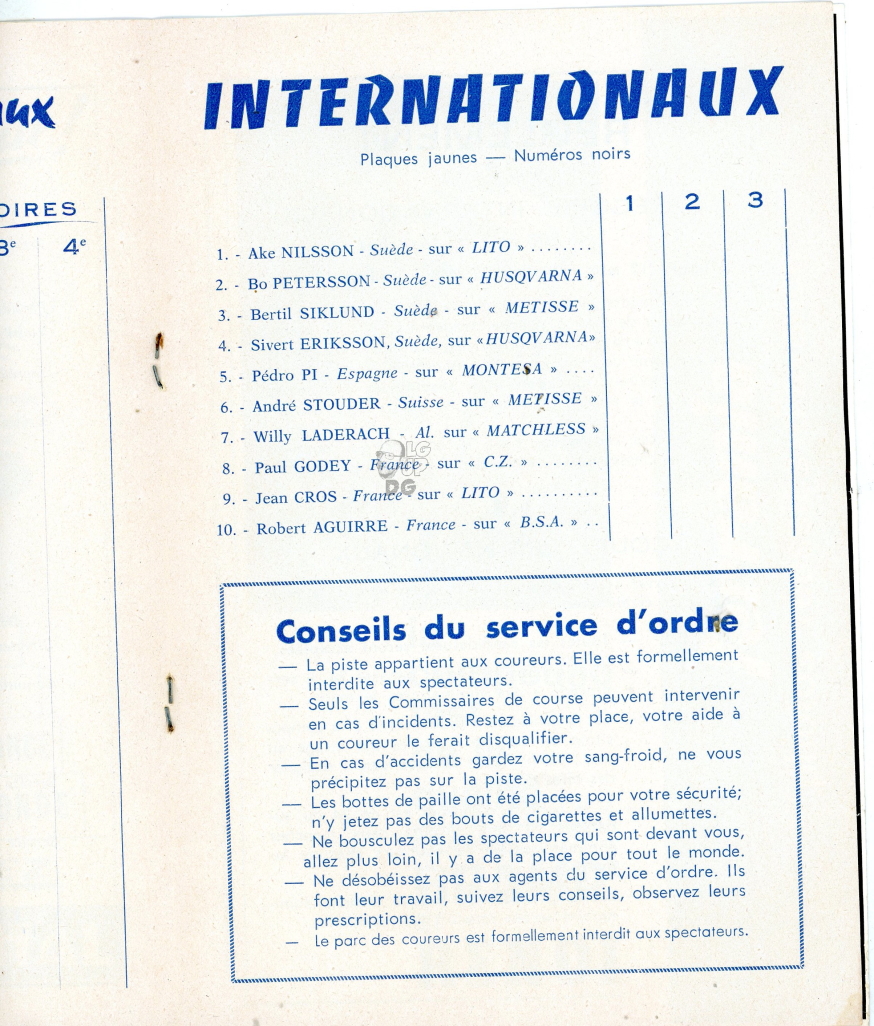 aux
OIRES
3e 4e
INTERNATIONAUX
Plaques jaunes — Numéros noirs
1 2 3
1. - Ake NILSSON - Suède - sur « LITO » ........
2. - Bo PETERSSON - Suède - sur « HUSQVARNA »
3. - Bertil SIKLUND - Suède - sur « METISSE »
4. - Sivert ERIKSSON, Suède, sur «HUSQVARNA»
5. - Pédro PI - Espagne - sur « MONTESA » ....
6. - André STOUDER - Suisse - sur « METISSE »
7. - Willy LADERACH - Al. sur « MATCHLESS »
8. - Paul GODEY - France - sur « C.Z. » ........
9. - Jean CROS - France - sur « LITO » ..........
10. - Robert AGUIRRE - France - sur « B.S.A. » ..
LG
UP
DG
Conseils du service d'ordre
— La piste appartient aux coureurs. Elle est formellement
interdite aux spectateurs.
— Seuls les Commissaires de course peuvent intervenir
en cas d'incidents. Restez à votre place, votre aide à
un coureur le ferait disqualifier.
— En cas d'accidents gardez votre sang-froid, ne vous
précipitez pas sur la piste.
— Les bottes de paille ont été placées pour votre sécurité;
n'y jetez pas des bouts de cigarettes et allumettes.
— Ne bousculez pas les spectateurs qui sont devant vous,
allez plus loin, il y a de la place pour tout le monde.
— Ne désobéissez pas aux agents du service d'ordre. Ils
font leur travail, suivez leurs conseils, observez leurs
prescriptions.
— Le parc des coureurs est formellement interdit aux spectateurs.